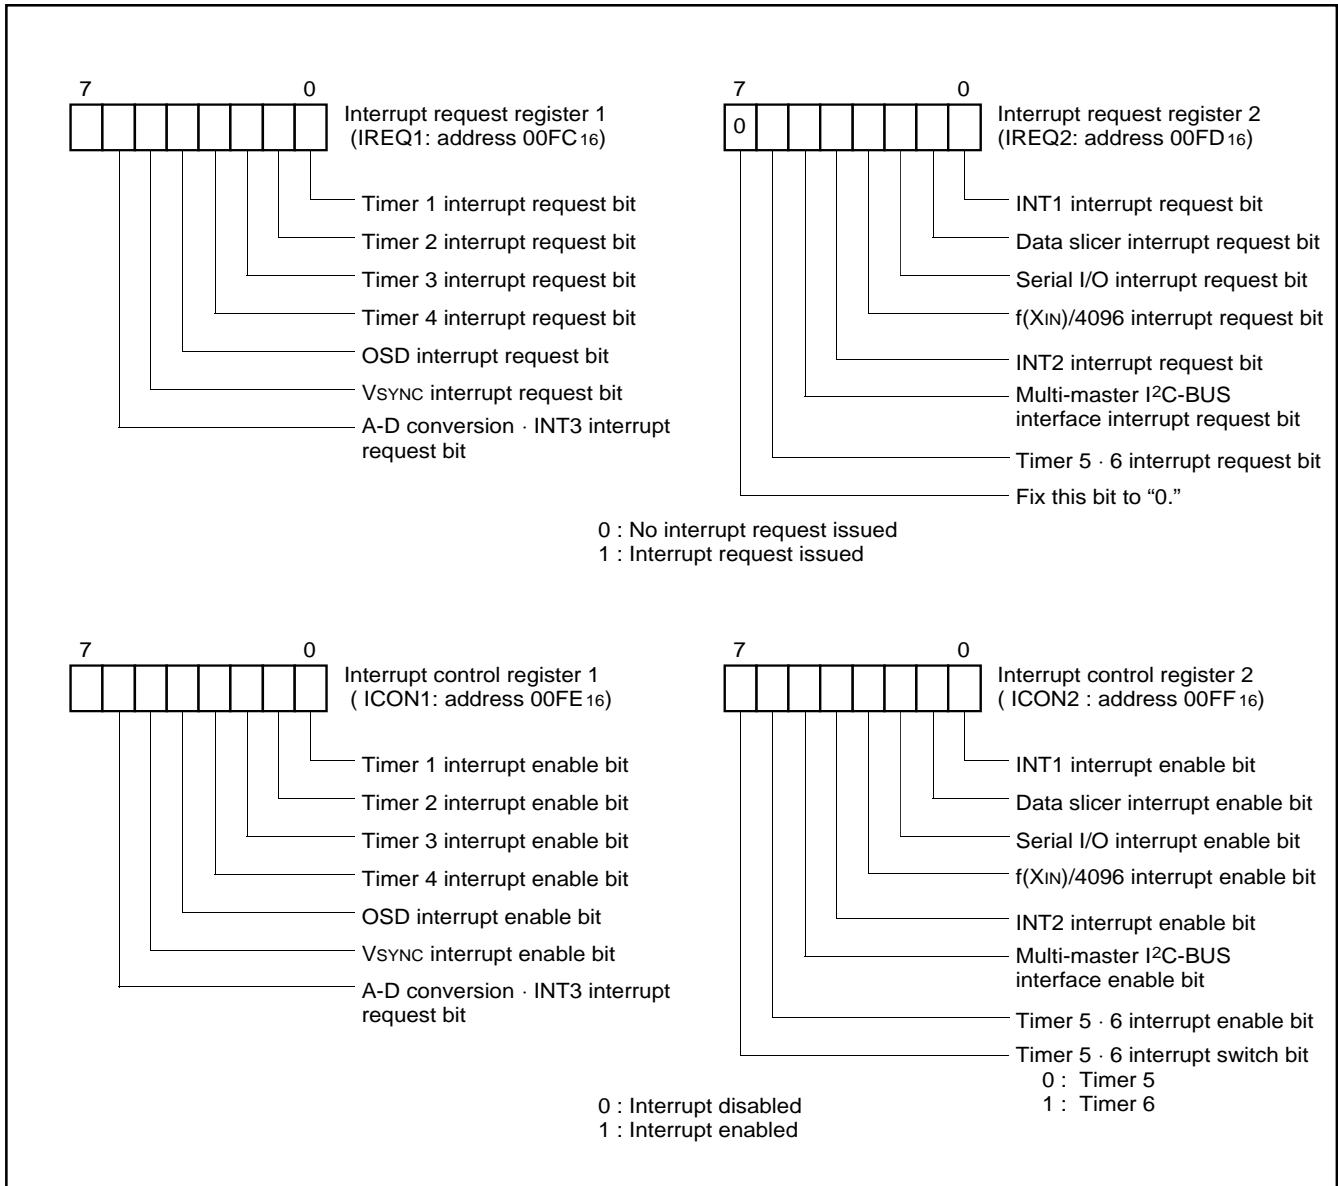 7 0
Interrupt request register 1
(IREQ1: address 00FC16)
Timer 1 interrupt request bit
Timer 2 interrupt request bit
Timer 3 interrupt request bit
Timer 4 interrupt request bit
OSD interrupt request bit
VSYNC interrupt request bit
A-D conversion · INT3 interrupt
request bit
7 0
0
Interrupt request register 2
(IREQ2: address 00FD16)
INT1 interrupt request bit
Data slicer interrupt request bit
Serial I/O interrupt request bit
f(XIN)/4096 interrupt request bit
INT2 interrupt request bit
Multi-master I2C-BUS
interface interrupt request bit
Timer 5 · 6 interrupt request bit
Fix this bit to “0.”
0 : No interrupt request issued
1 : Interrupt request issued
7 0
Interrupt control register 1
( ICON1: address 00FE16)
Timer 1 interrupt enable bit
Timer 2 interrupt enable bit
Timer 3 interrupt enable bit
Timer 4 interrupt enable bit
OSD interrupt enable bit
VSYNC interrupt enable bit
A-D conversion · INT3 interrupt
request bit
7 0
Interrupt control register 2
( ICON2 : address 00FF16)
INT1 interrupt enable bit
Data slicer interrupt enable bit
Serial I/O interrupt enable bit
f(XIN)/4096 interrupt enable bit
INT2 interrupt enable bit
Multi-master I2C-BUS
interface enable bit
Timer 5 · 6 interrupt enable bit
Timer 5 · 6 interrupt switch bit
0 : Timer 5
1 : Timer 6
0 : Interrupt disabled
1 : Interrupt enabled